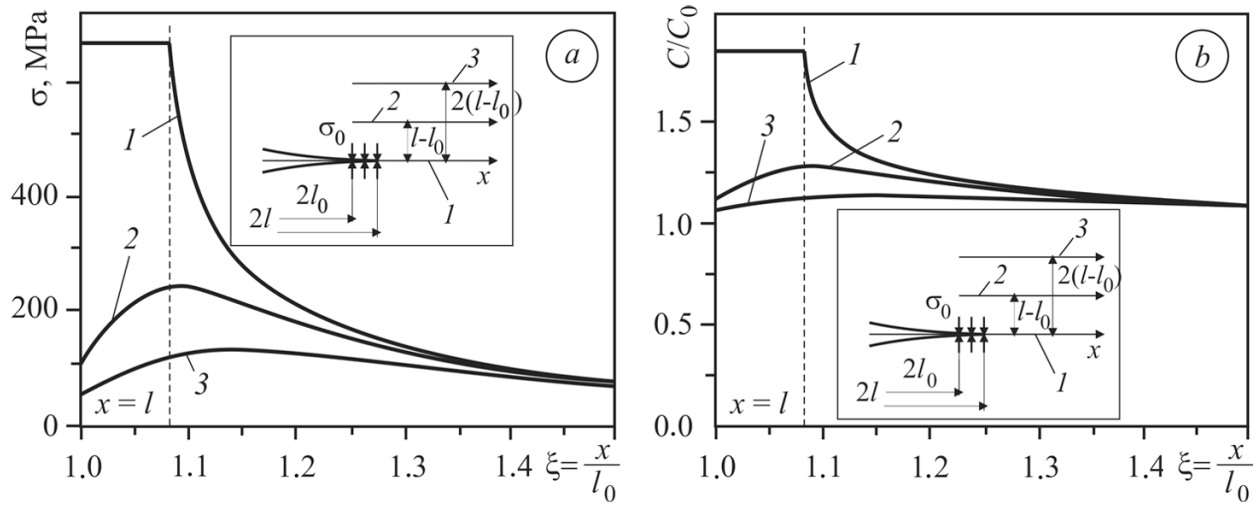 σ, MPa
400
200
0
1.0
1.1
1.2
1.3
1.4
ξ=x/l₀
x = l
1
2
3
a
3
2
2(l-l₀)
l-l₀
σ₀
x
2l₀
2l
1
C/C₀
1.5
1.0
0.5
0.0
1.0
1.1
1.2
1.3
1.4
ξ=x/l₀
x = l
1
2
3
b
3
2
2(l-l₀)
l-l₀
σ₀
x
2l₀
2l
1